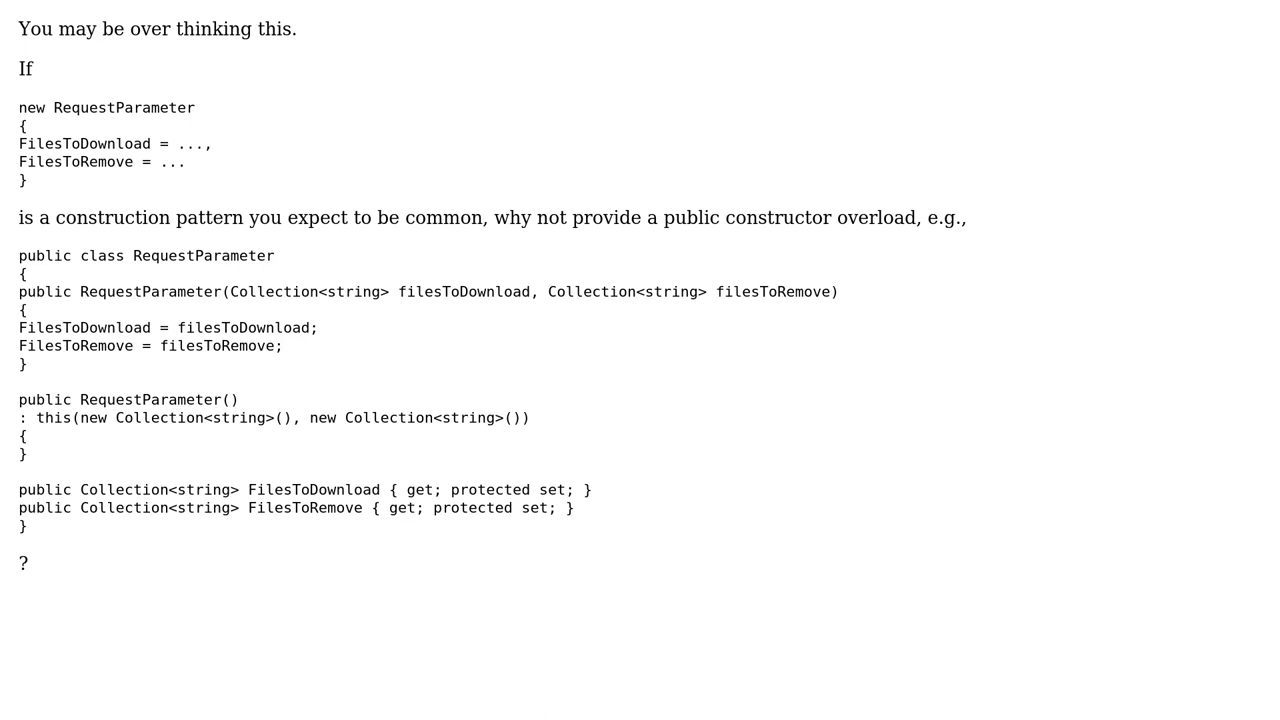 You may be over thinking this.
If
new RequestParameter
{
FilesToDownload = ...,
FilesToRemove = ...
}
is a construction pattern you expect to be common, why not provide a public constructor overload, e.g.,
public class RequestParameter
{
public RequestParameter(Collection<string> filesToDownload, Collection<string> filesToRemove)
{
FilesToDownload = filesToDownload;
FilesToRemove = filesToRemove;
}
public RequestParameter()
: this(new Collection<string>(), new Collection<string>())
{
}
public Collection<string> FilesToDownload { get; protected set; }
public Collection<string> FilesToRemove { get; protected set; }
}
?